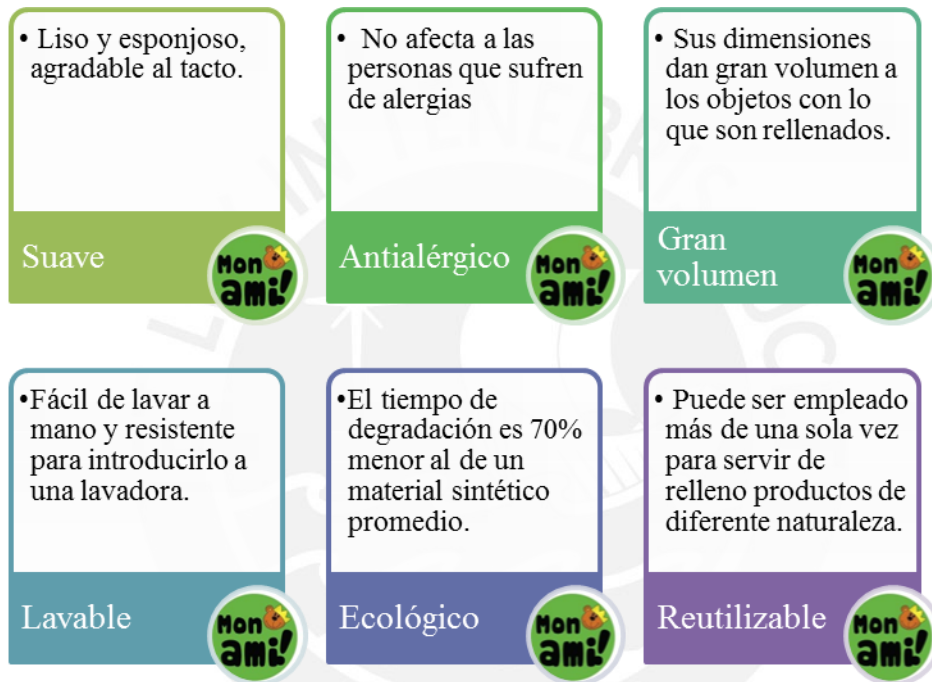 • Liso y esponjoso,
agradable al tacto.
Suave
Mon
ami!
• No afecta a las
personas que sufren
de alergias
Antialérgico
Mon
ami!
• Sus dimensiones
dan gran volumen a
los objetos con lo
que son rellenados.
Gran
volumen
Mon
ami!
•Fácil de lavar a
mano y resistente
para introducirlo a
una lavadora.
Lavable
Mon
ami!
•El tiempo de
degradación es 70%
menor al de un
material sintético
promedio.
Ecológico
Mon
ami!
• Puede ser empleado
más de una sola vez
para servir de
relleno productos de
diferente naturaleza.
Reutilizable
Mon
ami!
IN TENEBRIS